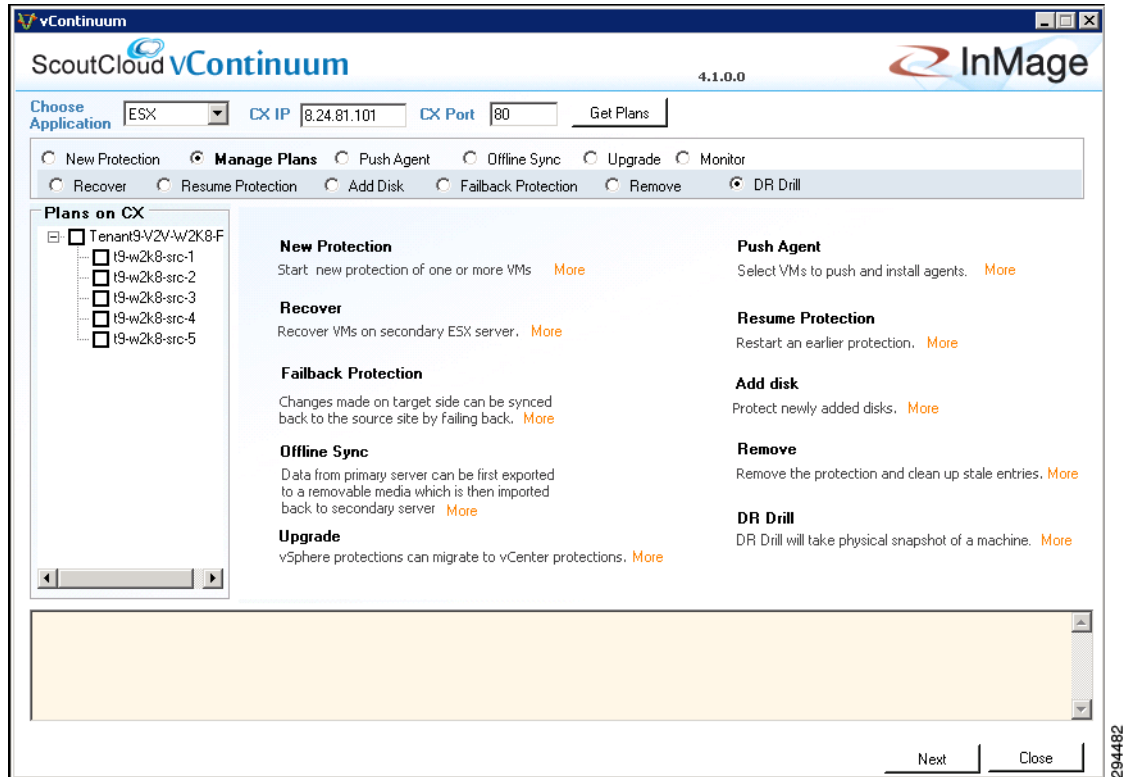 vContinuum
ScoutCloud vContinuum
4.1.0.0
InMage
Choose Application
ESX
CX IP
8.24.81.101
CX Port
80
Get Plans
New Protection
Manage Plans
Push Agent
Offline Sync
Upgrade
Monitor
Recover
Resume Protection
Add Disk
Failback Protection
Remove
DR Drill
Plans on CX
Tenant9-V2V-W2K8-F
t9-w2k8-src-1
t9-w2k8-src-2
t9-w2k8-src-3
t9-w2k8-src-4
t9-w2k8-src-5
New Protection
Start new protection of one or more VMs More
Recover
Recover VMs on secondary ESX server. More
Failback Protection
Changes made on target side can be synced
back to the source site by failing back. More
Offline Sync
Data from primary server can be first exported
to a removable media which is then imported
back to secondary server More
Upgrade
vSphere protections can migrate to vCenter protections. More
Push Agent
Select VMs to push and install agents. More
Resume Protection
Restart an earlier protection. More
Add disk
Protect newly added disks. More
Remove
Remove the protection and clean up stale entries. More
DR Drill
DR Drill will take physical snapshot of a machine. More
Next
Close
294482